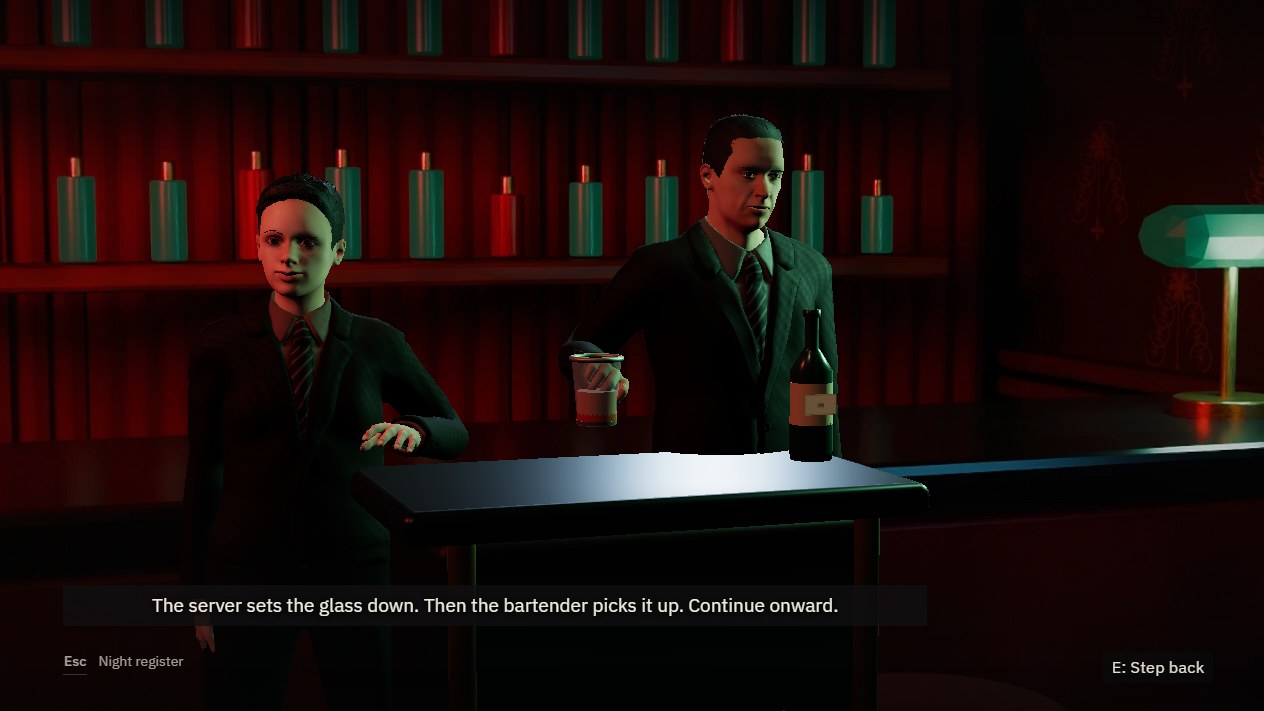 The server sets the glass down. Then the bartender picks it up. Continue onward.
Esc Night register
E: Step back